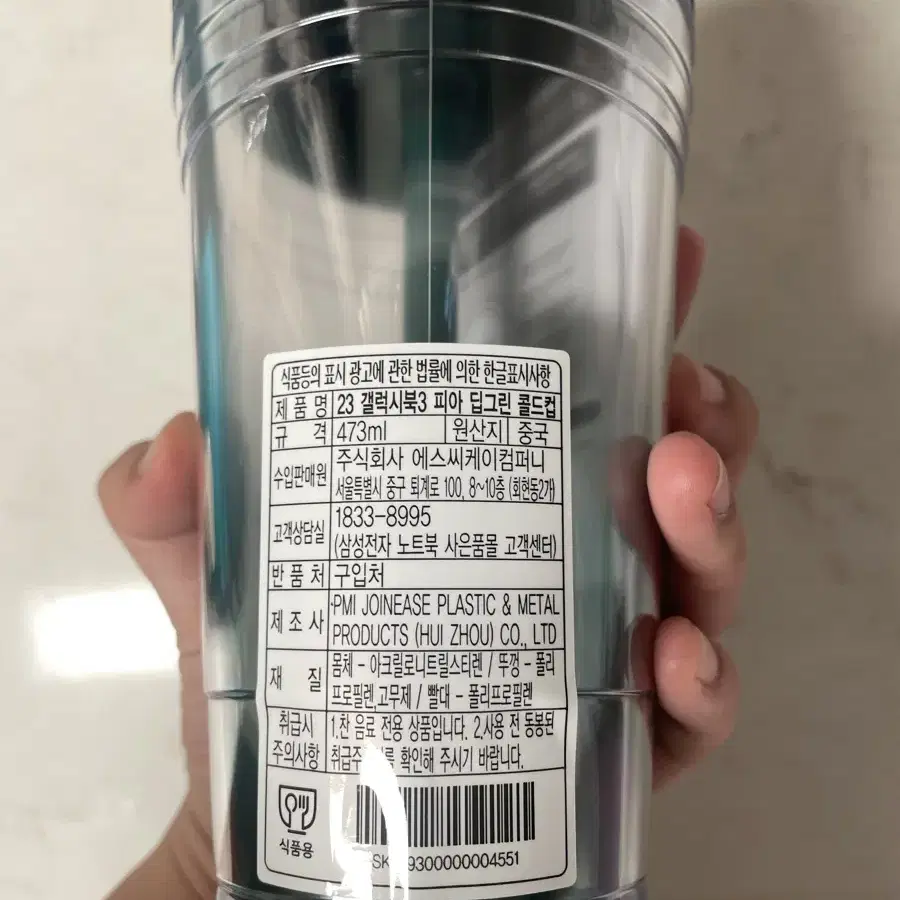 식품등의 표시 광고에 관한 법률에 의한 한글표시사항
제 품 명 23 갤럭시북3 피아 딥그린 콜드컵
규 격 473ml 원산지 중국
수입판매원 주식회사 에스씨케이컴퍼니
서울특별시 중구 퇴계로 100, 8~10층 (회현동2가)
고객상담실 1833-8995
(삼성전자 노트북 사은품몰 고객센터)
반 품 처 구입처
제 조 사 PMI JOINEASE PLASTIC & METAL
PRODUCTS (HUI ZHOU) CO., LTD
재 질 몸체 - 아크릴로니트릴스티렌 / 뚜껑 - 폴리
프로필렌,고무제 / 빨대 - 폴리프로필렌
취급시 주의사항 1.찬 음료 전용 상품입니다. 2.사용 전 동봉된
확인해 주시기 바랍니다.
식품용
9300000004551